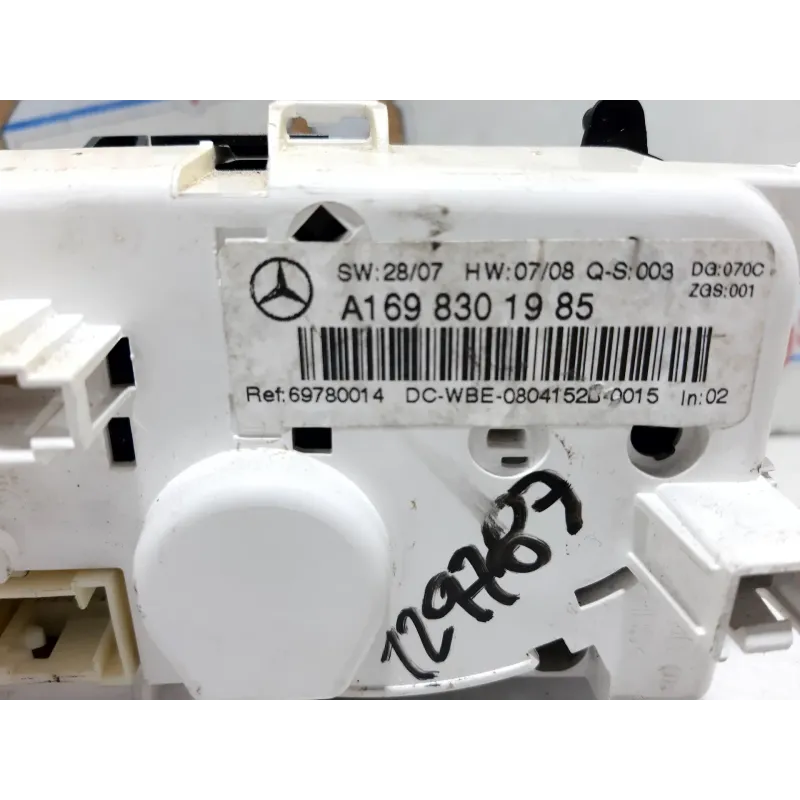 SW:28/07 HW:07/08 Q-S:003 DG:070C
ZGS:001
A169 830 19 85
Ref:69780014 DC-WBE-0804152B-0015 In:02
129787